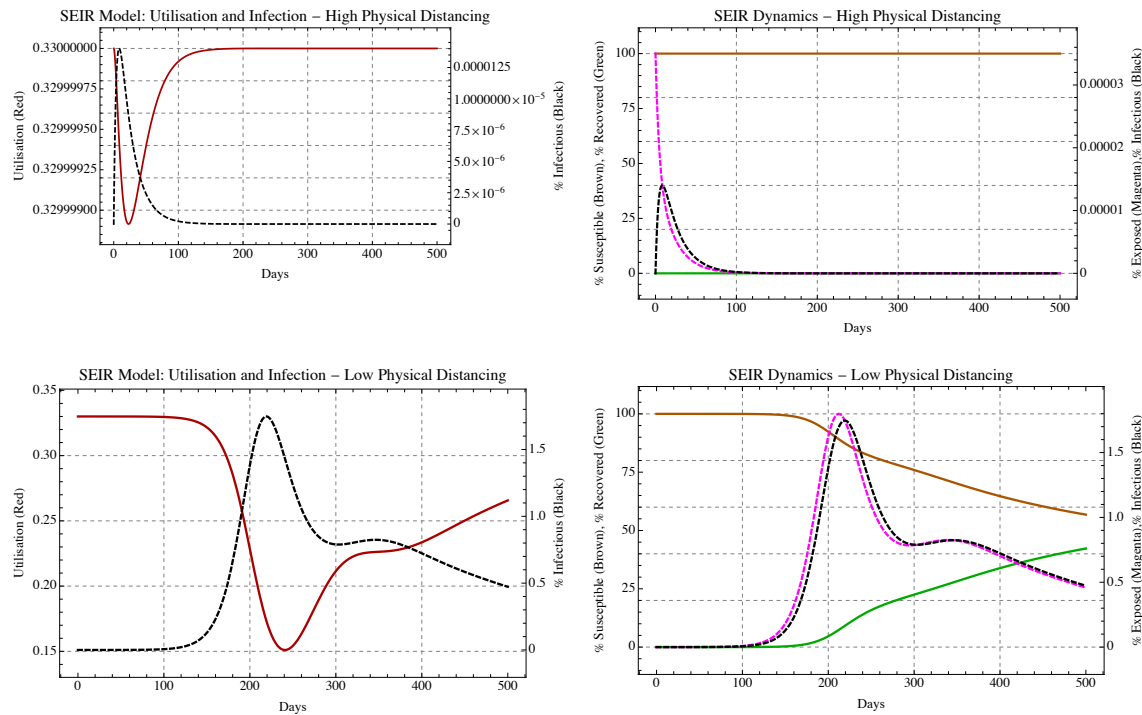 SEIR Model: Utilisation and Infection – High Physical Distancing
Utilisation (Red)
0.33000000
0.32999975
0.32999950
0.32999925
0.32999900
0.0000125
1.0000000×10⁻⁵
7.5×10⁻⁶
5.0×10⁻⁶
2.5×10⁻⁶
0
% Infectious (Black)
0 100 200 300 400 500
Days
SEIR Dynamics – High Physical Distancing
% Susceptible (Brown), % Recovered (Green)
100
75
50
25
0
0.00003
0.00002
0.00001
0
% Exposed (Magenta),% Infectious (Black)
0 100 200 300 400 500
Days
SEIR Model: Utilisation and Infection – Low Physical Distancing
Utilisation (Red)
0.35
0.30
0.25
0.20
0.15
1.5
1.0
0.5
0
% Infectious (Black)
0 100 200 300 400 500
Days
SEIR Dynamics – Low Physical Distancing
% Susceptible (Brown), % Recovered (Green)
100
75
50
25
0
1.5
1.0
0.5
0
% Exposed (Magenta),% Infectious (Black)
0 100 200 300 400 500
Days